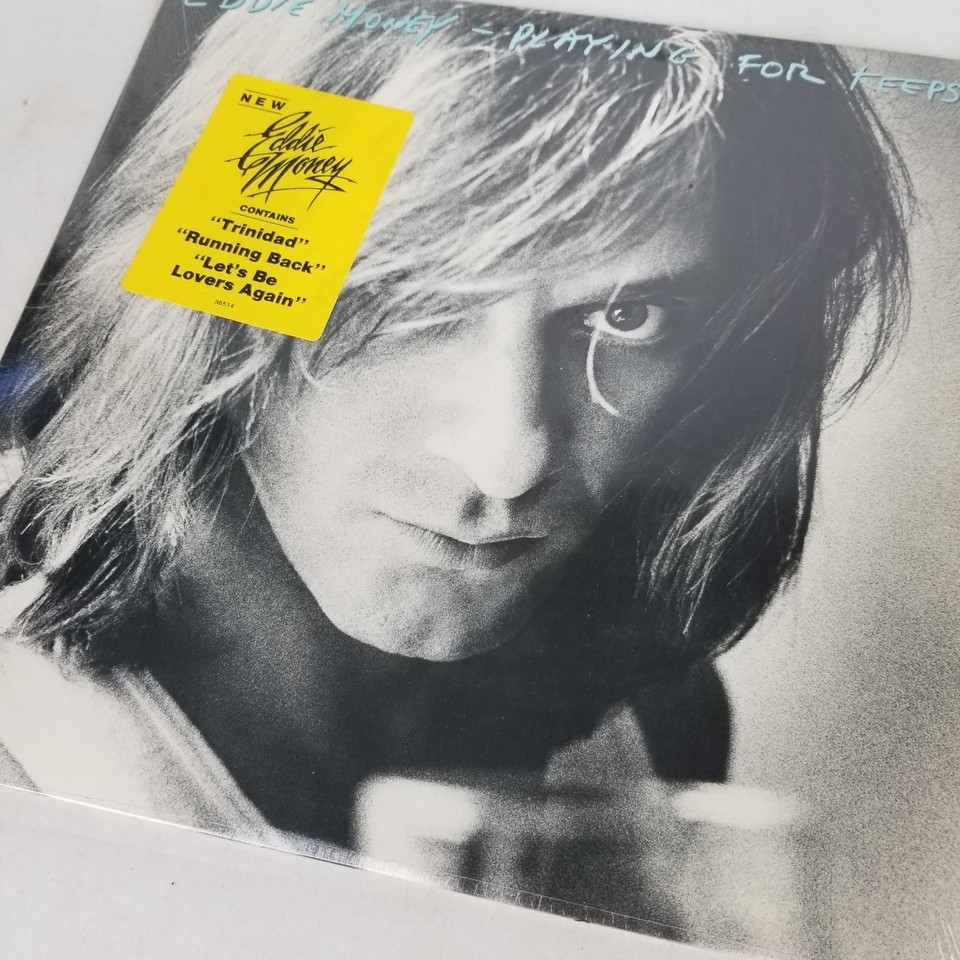 EDDIE MONEY - PLAYING FOR KEEPS
NEW
Eddie
Money
CONTAINS
"Trinidad"
"Running Back"
"Let's Be
Lovers Again"
36514